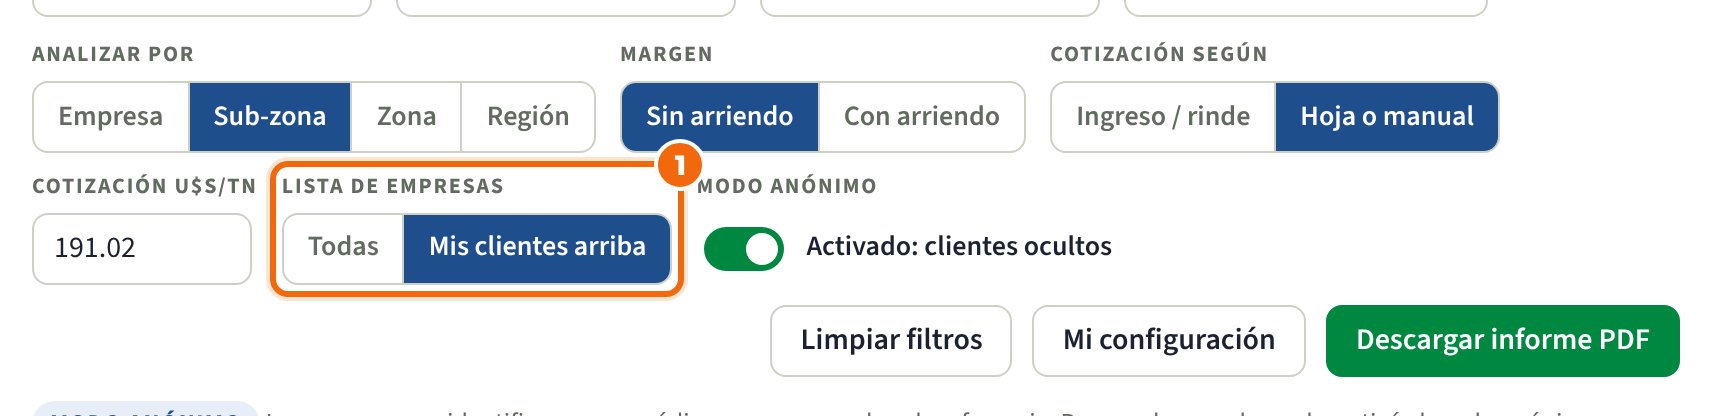 ANALIZAR POR MARGEN COTIZACIÓN SEGÚN
Empresa Sub-zona Zona Región Sin arriendo Con arriendo Ingreso / rinde Hoja o manual
1
COTIZACIÓN U$S/TN LISTA DE EMPRESAS MODO ANÓNIMO
191.02 Todas Mis clientes arriba Activado: clientes ocultos
Limpiar filtros Mi configuración Descargar informe PDF
MODO ANÓNIMO